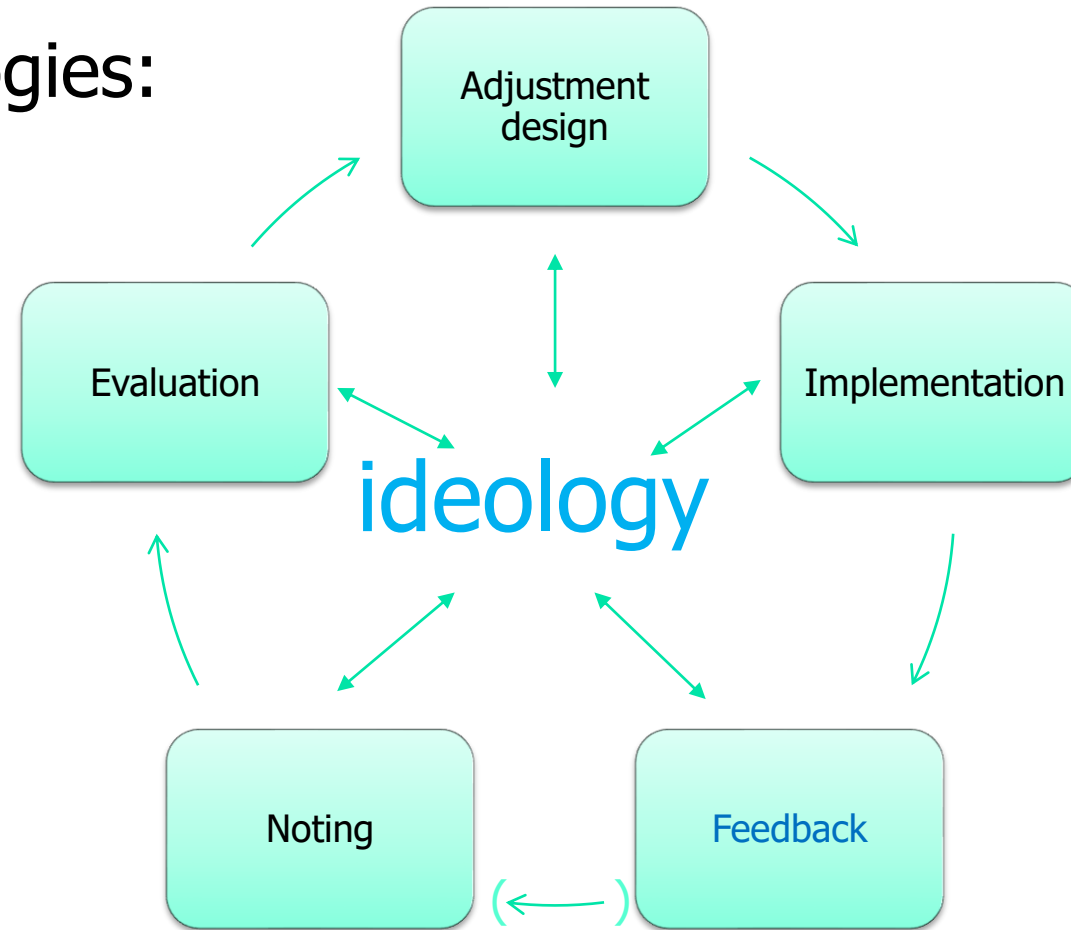 gies:
Adjustment
design
Evaluation
Implementation
ideology
Noting
Feedback
( )